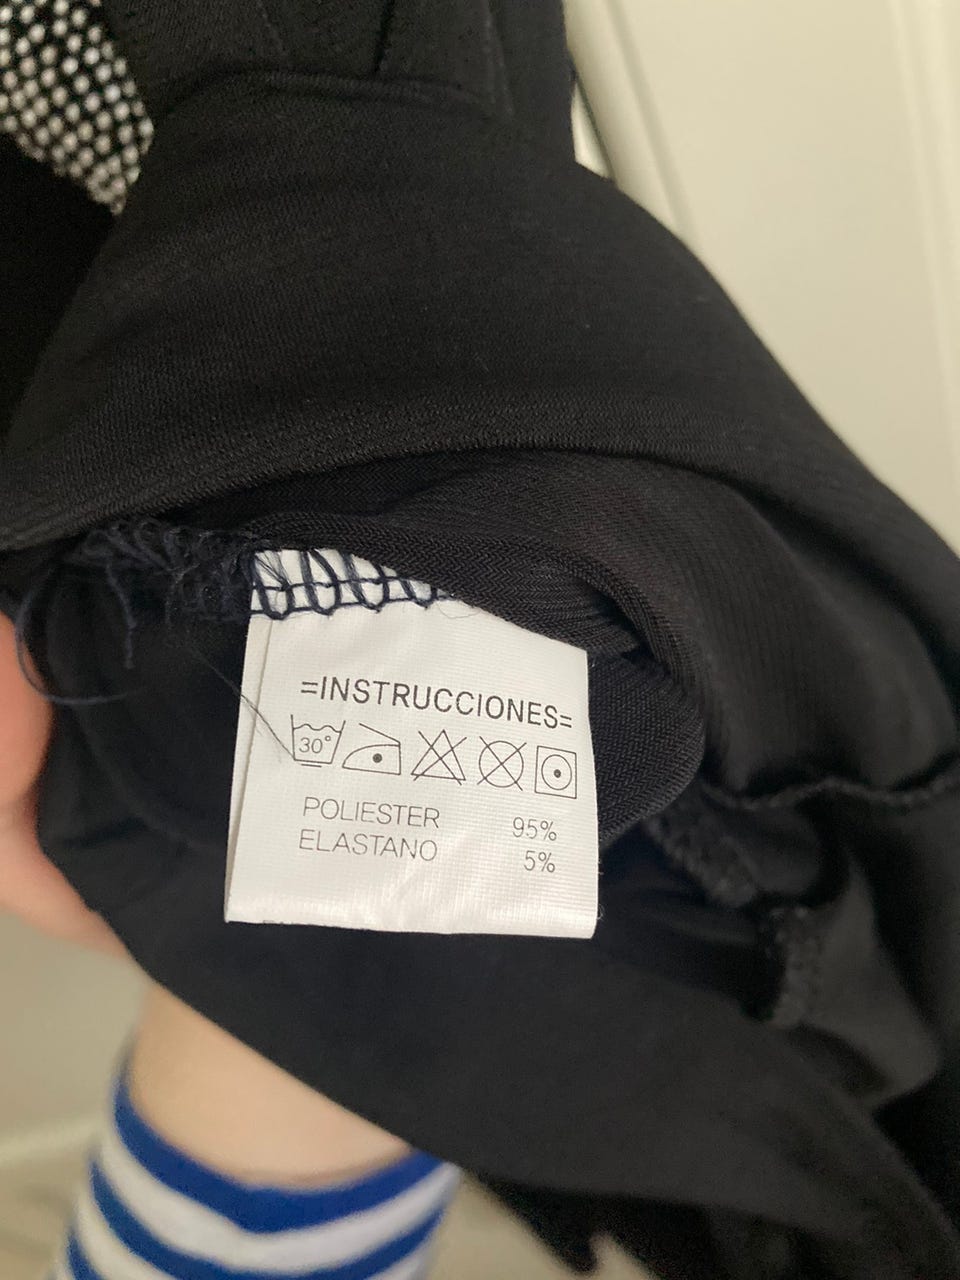 =INSTRUCCIONES=
30°
POLIESTER 95%
ELASTANO 5%